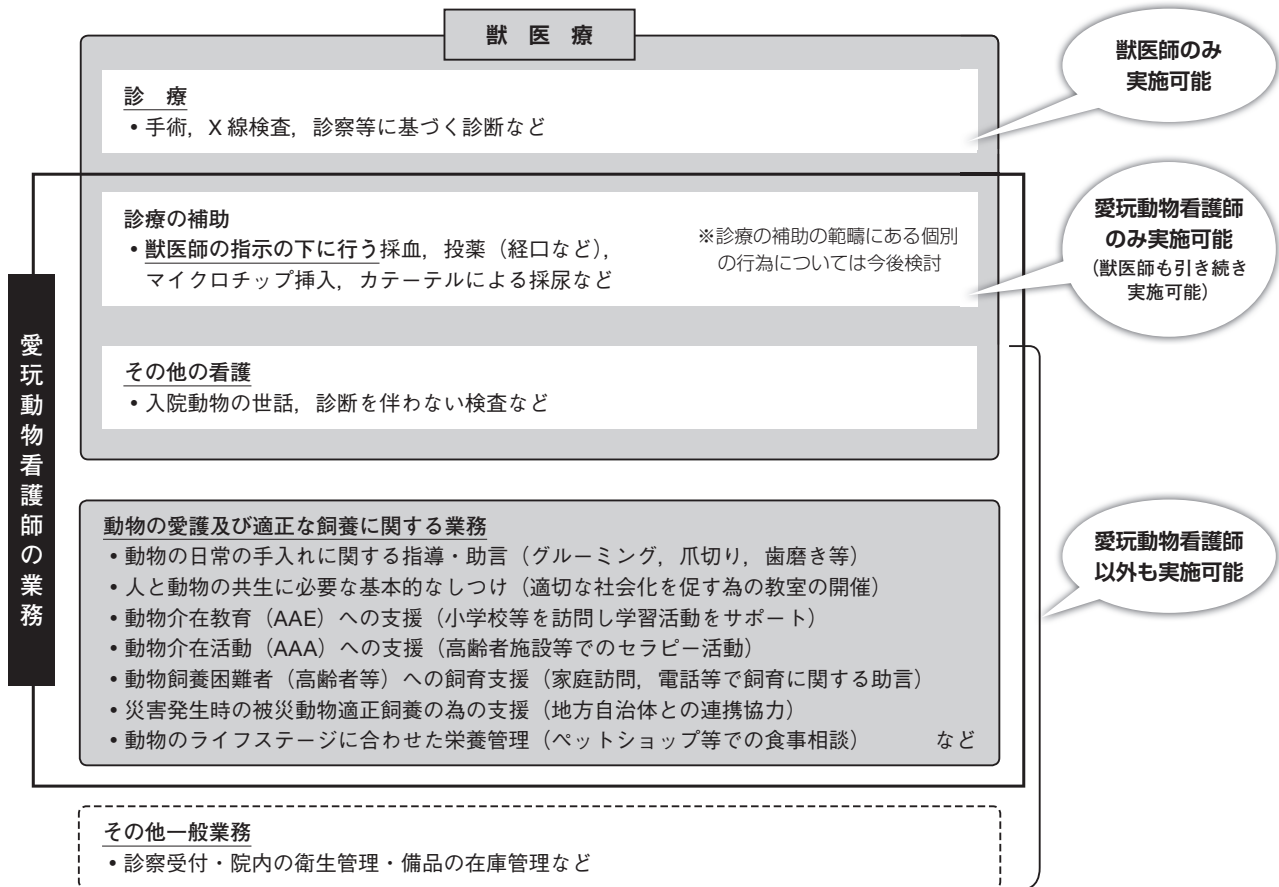 獣 医 療
獣医師のみ
実施可能
診 療
• 手術，X 線検査，診察等に基づく診断など
診療の補助
• 獣医師の指示の下に行う採血，投薬（経口など），
マイクロチップ挿入，カテーテルによる採尿など
※診療の補助の範疇にある個別
の行為については今後検討
愛玩動物看護師
のみ実施可能
（獣医師も引き続き
実施可能）
愛玩動物看護師の業務
その他の看護
• 入院動物の世話，診断を伴わない検査など
動物の愛護及び適正な飼養に関する業務
• 動物の日常の手入れに関する指導・助言（グルーミング，爪切り，歯磨き等）
• 人と動物の共生に必要な基本的なしつけ（適切な社会化を促す為の教室の開催）
• 動物介在教育（AAE）への支援（小学校等を訪問し学習活動をサポート）
• 動物介在活動（AAA）への支援（高齢者施設等でのセラピー活動）
• 動物飼養困難者（高齢者等）への飼育支援（家庭訪問，電話等で飼育に関する助言）
• 災害発生時の被災動物適正飼養の為の支援（地方自治体との連携協力）
• 動物のライフステージに合わせた栄養管理（ペットショップ等での食事相談） など
愛玩動物看護師
以外も実施可能
その他一般業務
• 診察受付・院内の衛生管理・備品の在庫管理など